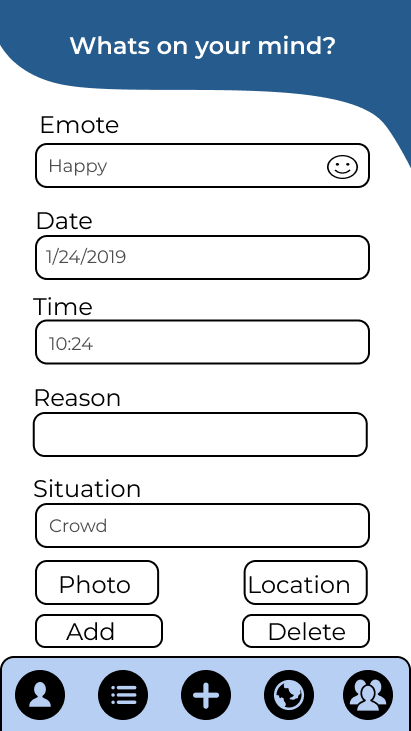 Whats on your mind?
Emote
Happy
Date
1/24/2019
Time
10:24
Reason
Situation
Crowd
Photo
Location
Add
Delete